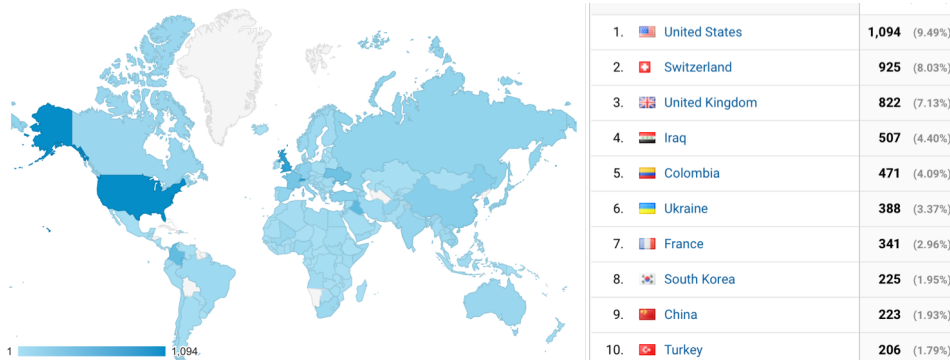 1 1,094
1. United States 1,094 (9.49%)
2. Switzerland 925 (8.03%)
3. United Kingdom 822 (7.13%)
4. Iraq 507 (4.40%)
5. Colombia 471 (4.09%)
6. Ukraine 388 (3.37%)
7. France 341 (2.96%)
8. South Korea 225 (1.95%)
9. China 223 (1.93%)
10. Turkey 206 (1.79%)